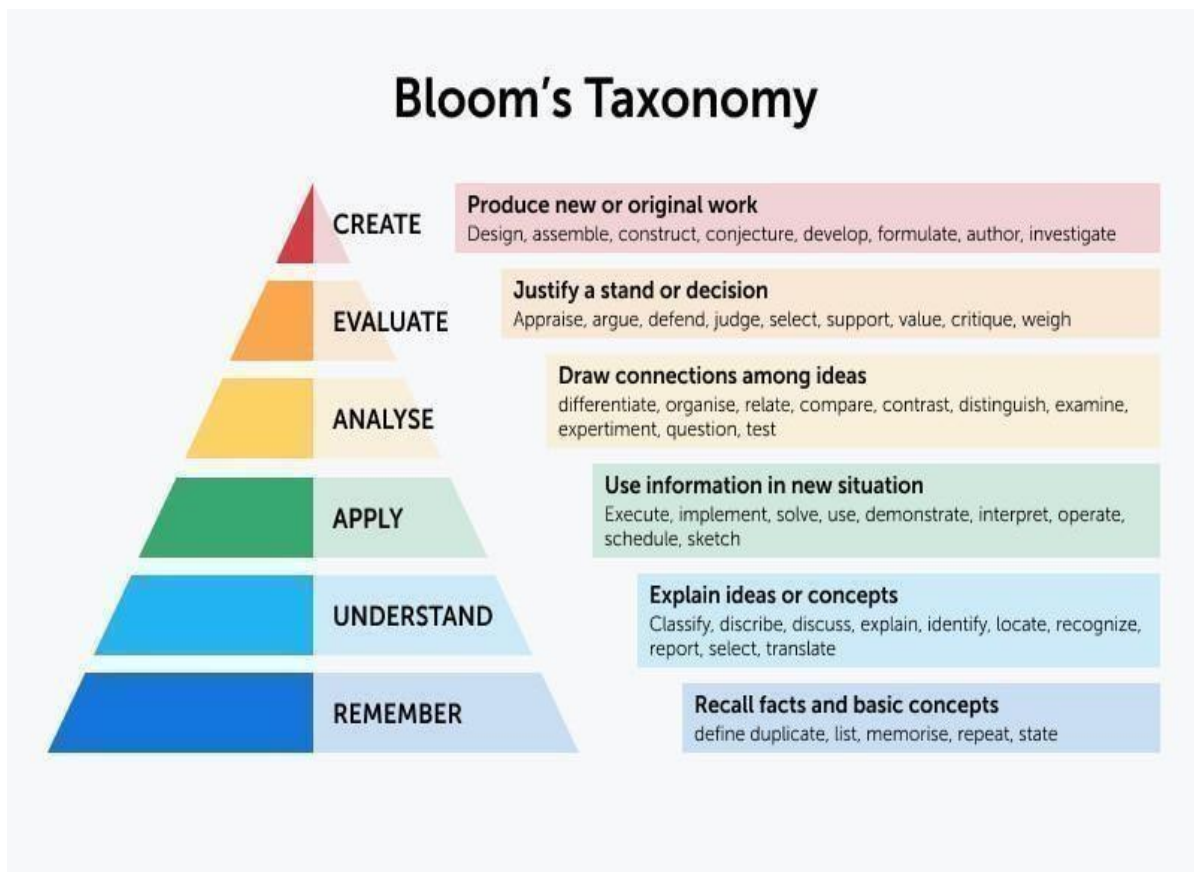 Bloom's Taxonomy
CREATE
Produce new or original work
Design, assemble, construct, conjecture, develop, formulate, author, investigate
EVALUATE
Justify a stand or decision
Appraise, argue, defend, judge, select, support, value, critique, weigh
ANALYSE
Draw connections among ideas
differentiate, organise, relate, compare, contrast, distinguish, examine,
expertiment, question, test
APPLY
Use information in new situation
Execute, implement, solve, use, demonstrate, interpret, operate,
schedule, sketch
UNDERSTAND
Explain ideas or concepts
Classify, discribe, discuss, explain, identify, locate, recognize,
report, select, translate
REMEMBER
Recall facts and basic concepts
define duplicate, list, memorise, repeat, state